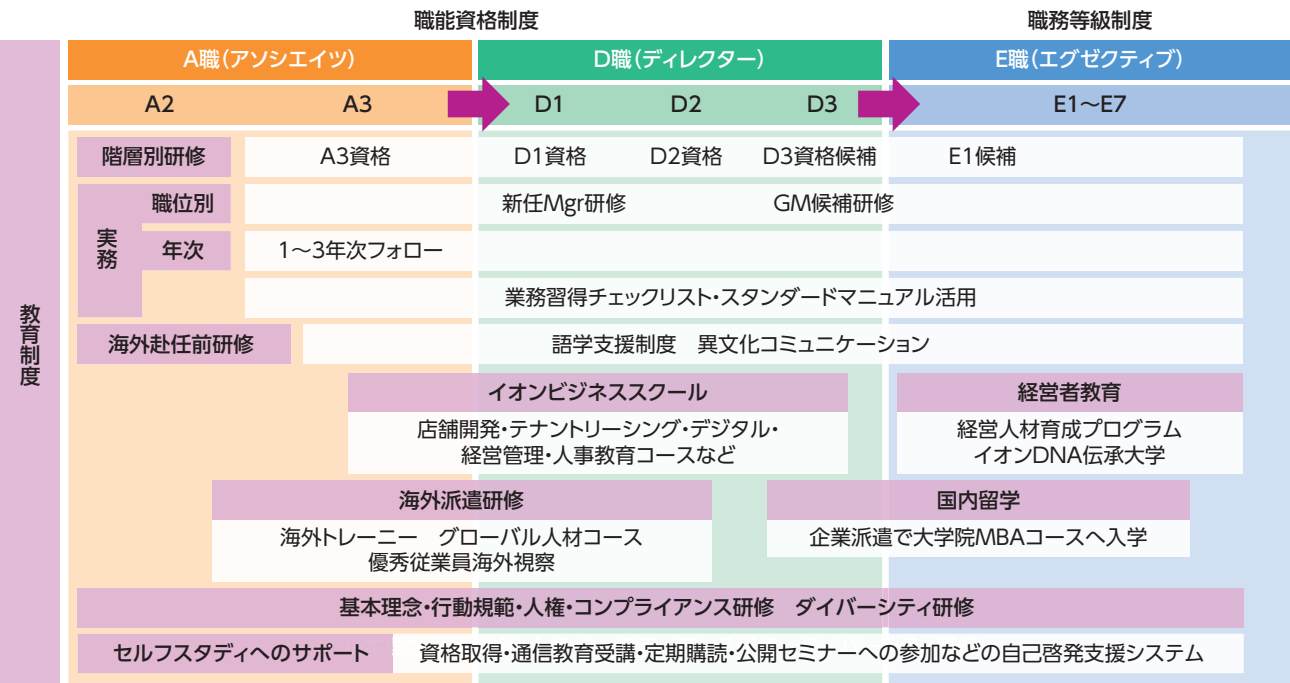 職能資格制度 職務等級制度
A職(アソシエイツ) D職(ディレクター) E職(エグゼクティブ)
A2 A3 D1 D2 D3 E1〜E7
教育制度
階層別研修 A3資格 D1資格 D2資格 D3資格候補 E1候補
実務
職位別 新任Mgr研修 GM候補研修
年次 1〜3年次フォロー
業務習得チェックリスト・スタンダードマニュアル活用
海外赴任前研修 語学支援制度 異文化コミュニケーション
イオンビジネススクール
店舗開発・テナントリーシング・デジタル・
経営管理・人事教育コースなど
経営者教育
経営人材育成プログラム
イオンDNA伝承大学
海外派遣研修
海外トレーニー グローバル人材コース
優秀従業員海外視察
国内留学
企業派遣で大学院MBAコースへ入学
基本理念・行動規範・人権・コンプライアンス研修 ダイバーシティ研修
セルフスタディへのサポート 資格取得・通信教育受講・定期購読・公開セミナーへの参加などの自己啓発支援システム